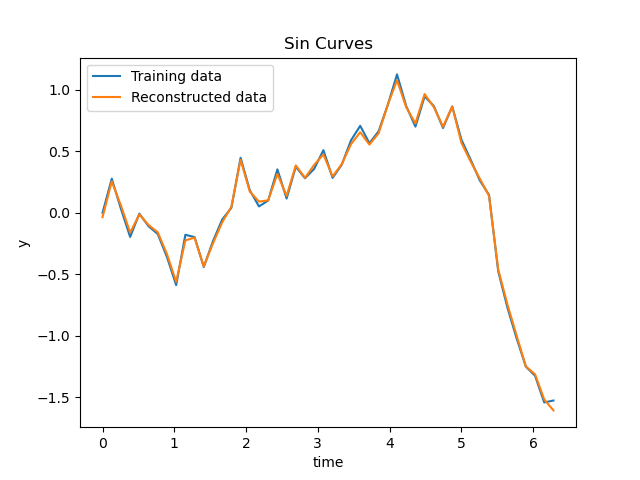 Sin Curves
Training data
Reconstructed data
1.0
0.5
0.0
−0.5
−1.0
−1.5
y
0 1 2 3 4 5 6
time